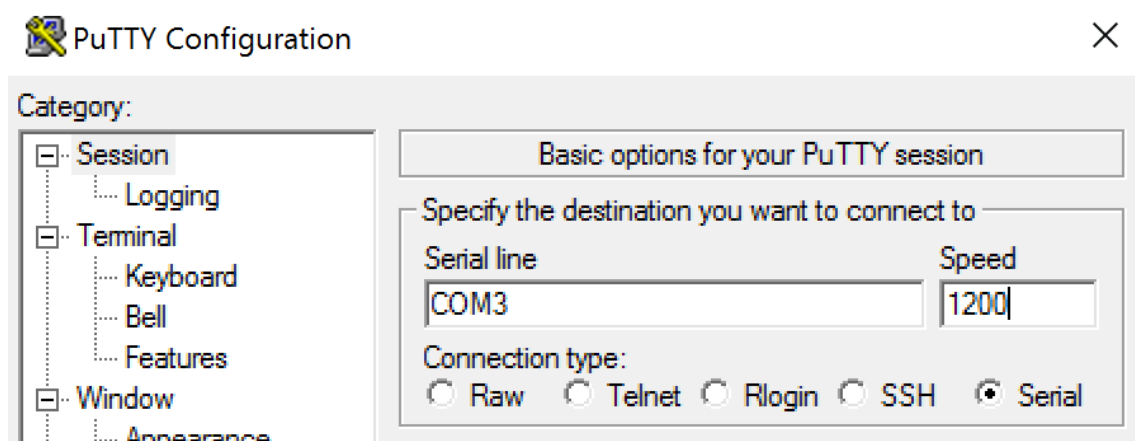 PuTTY Configuration
Category:
Session
Logging
Terminal
Keyboard
Bell
Features
Window
Appearance
Basic options for your PuTTY session
Specify the destination you want to connect to
Serial line Speed
COM3 1200
Connection type:
Raw Telnet Rlogin SSH Serial